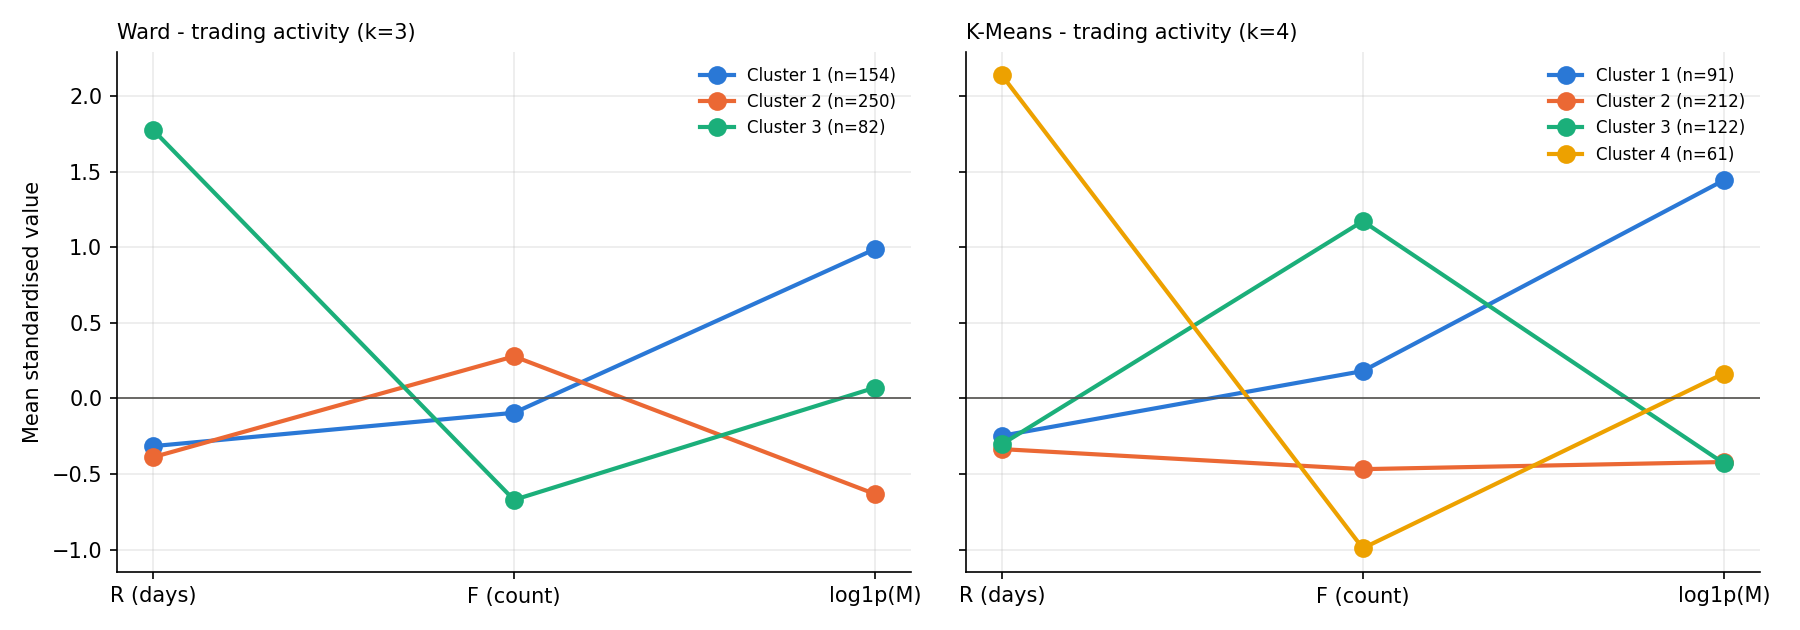 Ward - trading activity (k=3)
Mean standardised value
2.0
1.5
1.0
0.5
0.0
−0.5
−1.0
Cluster 1 (n=154)
Cluster 2 (n=250)
Cluster 3 (n=82)
R (days)
F (count)
log1p(M)
K-Means - trading activity (k=4)
Cluster 1 (n=91)
Cluster 2 (n=212)
Cluster 3 (n=122)
Cluster 4 (n=61)
R (days)
F (count)
log1p(M)